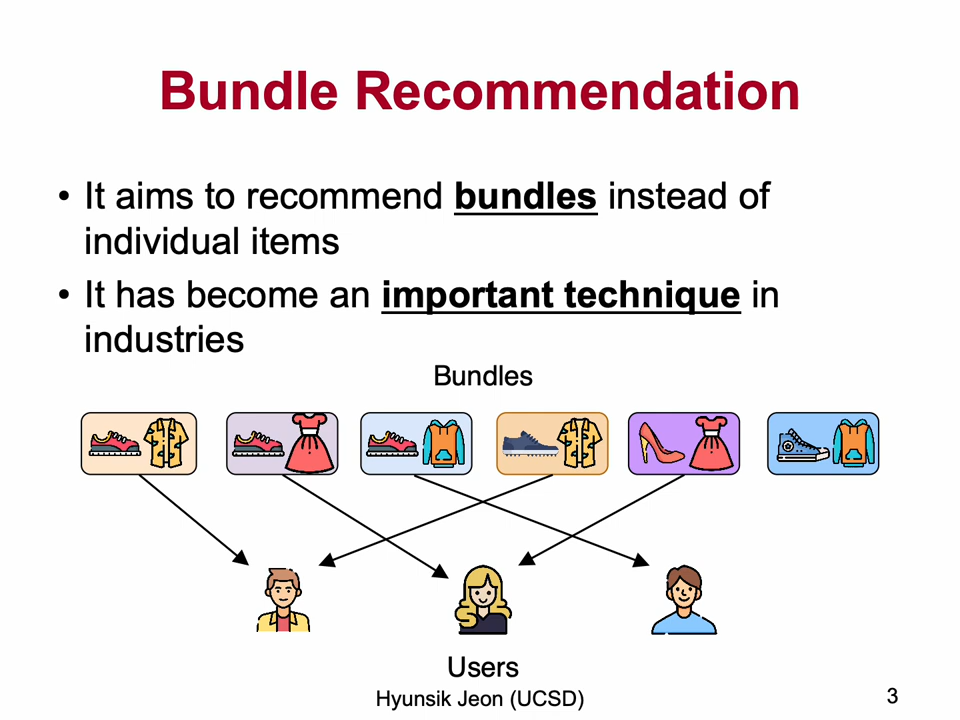 Bundle Recommendation
• It aims to recommend bundles instead of
individual items
• It has become an important technique in
industries
Bundles
Users
Hyunsik Jeon (UCSD)
3